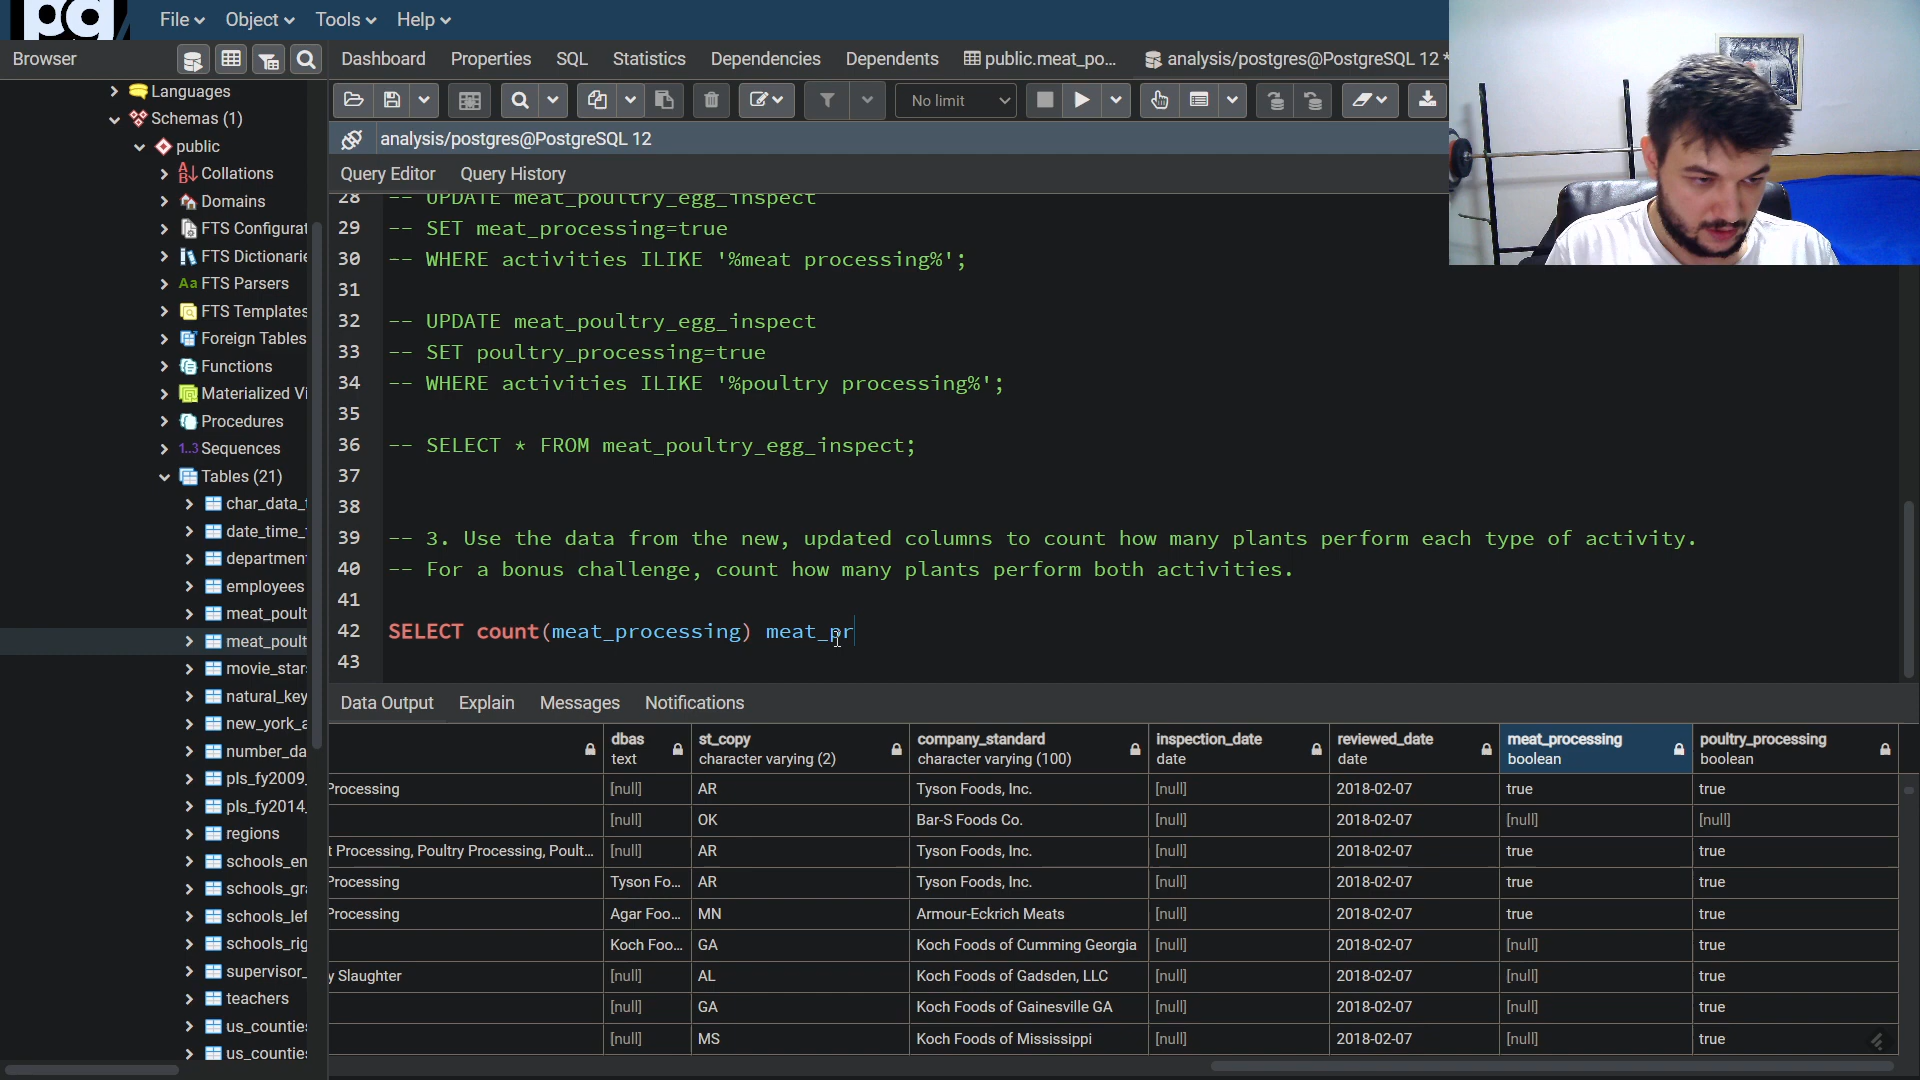 File Object Tools Help
Browser
Dashboard Properties SQL Statistics Dependencies Dependents public.meat_po... analysis/postgres@PostgreSQL 12 *
No limit
analysis/postgres@PostgreSQL 12
Query Editor Query History
Languages
Schemas (1)
public
Collations
Domains
FTS Configurat
FTS Dictionarie
FTS Parsers
FTS Templates
Foreign Tables
Functions
Materialized Vi
Procedures
1..3 Sequences
Tables (21)
char_data_
date_time_
department
employees
meat_poult
meat_poult
movie_star
natural_key
new_york_a
number_da
pls_fy2009_
pls_fy2014_
regions
schools_en
schools_gra
schools_lef
schools_rig
supervisor_
teachers
us_counties
us_counties
28 -- UPDATE meat_poultry_egg_inspect
29 -- SET meat_processing=true
30 -- WHERE activities ILIKE '%meat processing%';
31
32 -- UPDATE meat_poultry_egg_inspect
33 -- SET poultry_processing=true
34 -- WHERE activities ILIKE '%poultry processing%';
35
36 -- SELECT * FROM meat_poultry_egg_inspect;
37
38
39 -- 3. Use the data from the new, updated columns to count how many plants perform each type of activity.
40 -- For a bonus challenge, count how many plants perform both activities.
41
42 SELECT count(meat_processing) meat_pr
43
Data Output Explain Messages Notifications
dbas st_copy company_standard inspection_date reviewed_date meat_processing poultry_processing
text character varying (2) character varying (100) date date boolean boolean
Processing [null] AR Tyson Foods, Inc. [null] 2018-02-07 true true
[null] OK Bar-S Foods Co. [null] 2018-02-07 [null] [null]
t Processing, Poultry Processing, Poult... [null] AR Tyson Foods, Inc. [null] 2018-02-07 true true
Processing Tyson Fo... AR Tyson Foods, Inc. [null] 2018-02-07 true true
Processing Agar Foo... MN Armour-Eckrich Meats [null] 2018-02-07 true true
Koch Foo... GA Koch Foods of Cumming Georgia [null] 2018-02-07 [null] true
y Slaughter [null] AL Koch Foods of Gadsden, LLC [null] 2018-02-07 [null] true
[null] GA Koch Foods of Gainesville GA [null] 2018-02-07 [null] true
[null] MS Koch Foods of Mississippi [null] 2018-02-07 [null] true